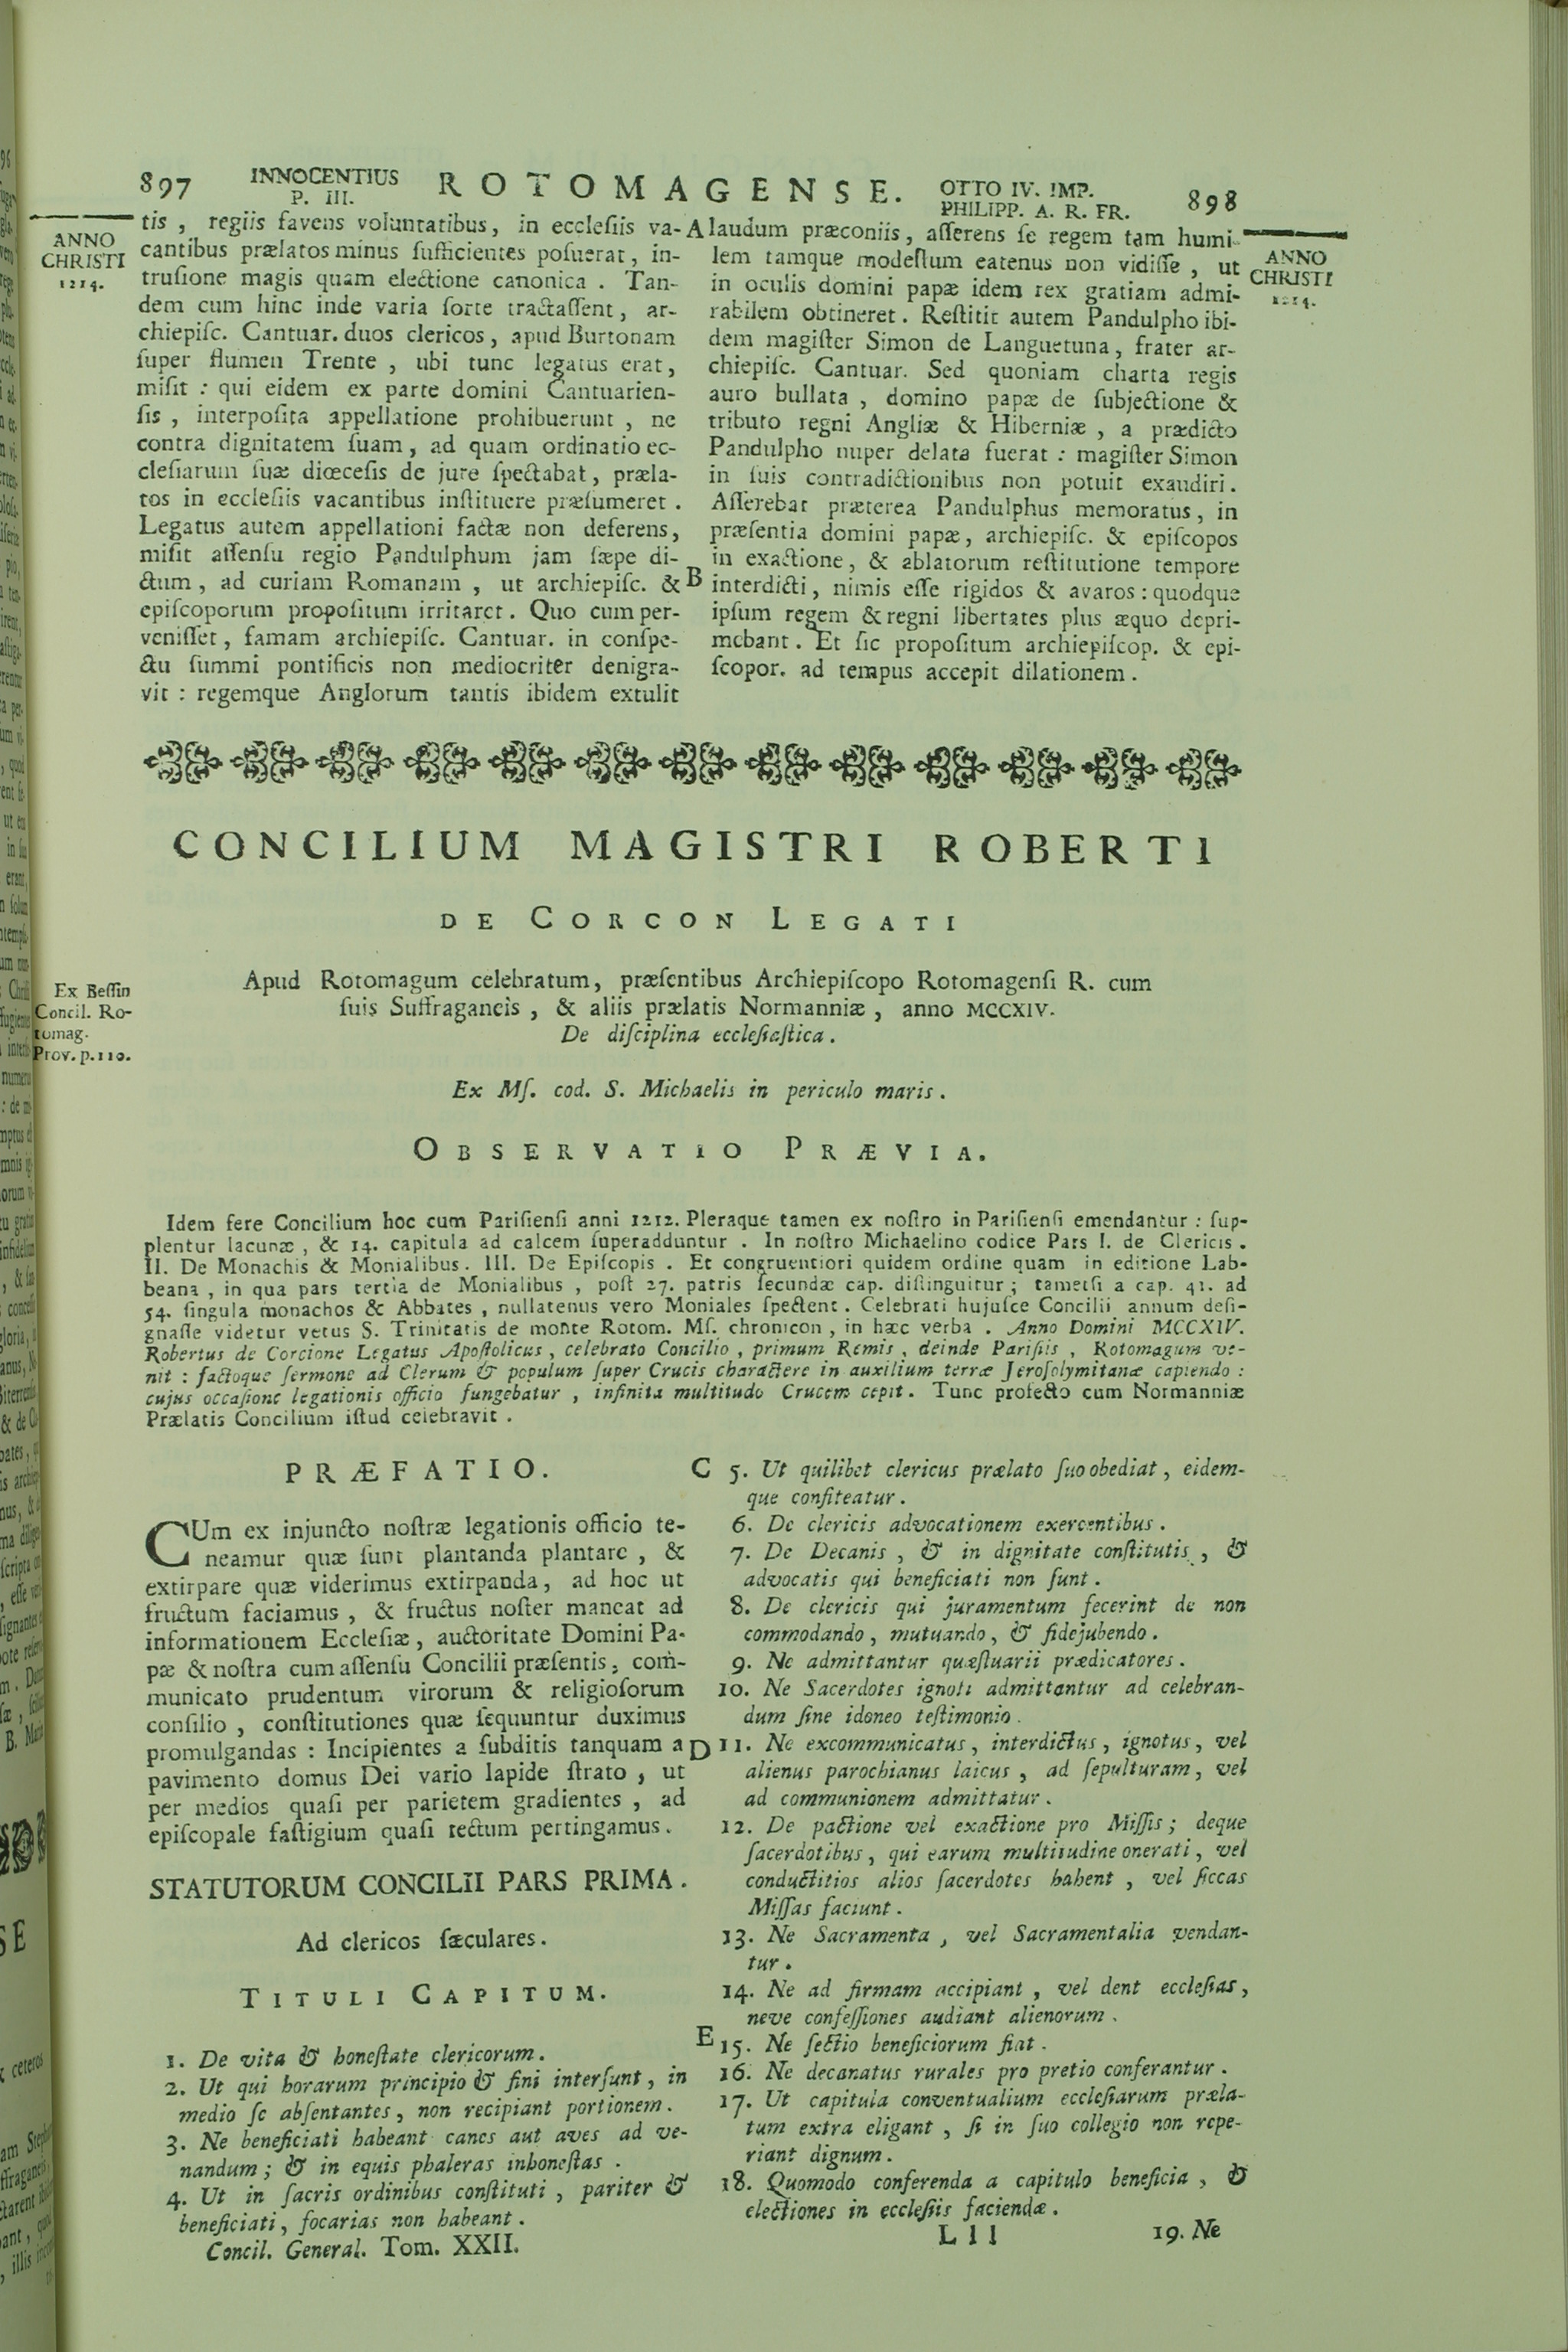 897 INNOCENTIUS P. III. ROTOMAGENSE. OTTO IV. IMP. PHILIPP. A. R. FR. 898
ANNO
CHRISTI
1214.
tis , regiis favens voluntatibus, in ecclesiis va-
cantibus prælatos minus sufficientes posuerat, in-
trusione magis quam electione canonica . Tan-
dem cum hinc inde varia sorte tractassent, ar-
chiepisc. Cantuar. duos clericos, apud Burtonam
super flumen Trente , ubi tunc legatus erat,
misit : qui eidem ex parte domini Cantuarien-
sis , interposita appellatione prohibuerunt , ne
contra dignitatem suam, ad quam ordinatio ec-
clesiarum suæ diœcesis de jure spectabat, præla-
tos in ecclesiis vacantibus instituere præsumeret .
Legatus autem appellationi factæ non deferens,
misit assensu regio Pandulphum jam sæpe di-
ctum, ad curiam Romanam , ut archiepisc. &
episcoporum propositum irritaret. Quo cum per-
venisset, famam archiepisc. Cantuar. in conspe-
ctu summi pontificis non mediocriter denigra-
vit : regemque Anglorum tantis ibidem extulit
A laudum præconiis, asserens se regem tam humi-
lem tamque modestum eatenus non vidisse , ut
in oculis domini papæ idem rex gratiam admi-
rabilem obtineret. Restitit autem Pandulpho ibi-
dem magister Simon de Languetuna, frater ar-
chiepisc. Cantuar. Sed quoniam charta regis
auro bullata , domino papæ de subjectione &
tributo regni Angliæ & Hiberniæ , a prædicto
Pandulpho nuper delata fuerat : magister Simon
in suis contradictionibus non potuit exaudiri.
Asserebat præterea Pandulphus memoratus, in
præsentia domini papæ, archiepisc. & episcopos
in exactione, & ablatorum restitutione tempore
B interdicti, nimis esse rigidos & avaros : quodque
ipsum regem & regni libertates plus æquo depri-
mebant . Et sic propositum archiepiscop. & epi-
scopor. ad tempus accepit dilationem .
ANNO
CHRISTI
1214.
CONCILIUM MAGISTRI ROBERTI
DE CORCON LEGATI
Apud Rotomagum celebratum, præsentibus Archiepiscopo Rotomagensi R. cum
suis Suffraganeis , & aliis prælatis Normanniæ , anno MCCXIV.
De disciplina ecclesiastica .
Ex Bessin
Concil. Ro-
tomag.
Prov. p. 110.
Ex Ms. cod. S. Michaelis in periculo maris .
OBSERVATIO PRÆVIA.
Idem fere Concilium hoc cum Parisiensi anni 1212. Pleraque tamen ex nostro in Parisiensi emendantur : sup-
plentur lacunæ , & 14. capitula ad calcem superadduntur . In nostro Michaelino codice Pars I. de Clericis .
II. De Monachis & Monialibus. III. De Episcopis . Et congruentiori quidem ordine quam in editione Lab-
beana , in qua pars tertia de Monialibus , post 27. patris secundæ cap. distinguitur ; tametsi a cap. 41. ad
54. singula monachos & Abbates , nullatenus vero Moniales spectent . Celebrati hujusce Concilii annum desi-
gnasse videtur vetus S. Trinitatis de monte Rotom. Ms. chronicon , in hæc verba . Anno Domini MCCXIV.
Robertus de Corcione Legatus Apostolicus , celebrato Concilio , primum Remis , deinde Parisiis , Rotomagum ve-
nit : factoque sermone ad Clerum & populum super Crucis charactere in auxilium terræ Jerosolymitanæ capiendo :
cujus occasione legationis officio fungebatur , infinita multitudo Crucem cepit . Tunc profecto cum Normanniæ
Prælatis Concilium istud celebravit .
PRÆFATIO.
CUm ex injuncto nostræ legationis officio te-
neamur quæ sunt plantanda plantare , &
extirpare quæ viderimus extirpanda, ad hoc ut
fructum faciamus , & fructus noster maneat ad
informationem Ecclesiæ, auctoritate Domini Pa-
pæ & nostra cum assensu Concilii præsentis, com-
municato prudentum virorum & religiosorum
consilio , constitutiones quæ sequuntur duximus
promulgandas : Incipientes a subditis tanquam a
pavimento domus Dei vario lapide strato , ut
per medios quasi per parietem gradientes , ad
episcopale fastigium quasi tectum pertingamus.
STATUTORUM CONCILII PARS PRIMA.
Ad clericos sæculares.
TITULI CAPITUM.
1. De vita & honestate clericorum.
2. Ut qui horarum principio & fini intersunt, in
medio se absentantes, non recipiant portionem.
3. Ne beneficiati habeant canes aut aves ad ve-
nandum ; & in equis phaleras inhonestas .
4. Ut in sacris ordinibus constituti , pariter &
beneficiati, focarias non habeant .
Concil. General. Tom. XXII.
C 5. Ut quilibet clericus prælato suo obediat, eidem-
que confiteatur .
6. De clericis advocationem exercentibus .
7. De Decanis , & in dignitate constitutis , &
advocatis qui beneficiati non sunt .
8. De clericis qui juramentum fecerint de non
commodando, mutuando, & fidejubendo .
9. Ne admittantur quæstuarii prædicatores .
10. Ne Sacerdotes ignoti admittantur ad celebran-
dum sine idoneo testimonio .
D 11. Ne excommunicatus, interdictus, ignotus, vel
alienus parochianus laicus , ad sepulturam, vel
ad communionem admittatur .
12. De pactione vel exactione pro Missis ; deque
sacerdotibus, qui earum multitudine onerati, vel
conductitios alios sacerdotes habent , vel siccas
Missas faciunt .
13. Ne Sacramenta , vel Sacramentalia vendan-
tur .
14. Ne ad firmam accipiant , vel dent ecclesias,
neve confessiones audiant alienorum .
E 15. Ne sectio beneficiorum fiat .
16. Ne decanatus rurales pro pretio conferantur .
17. Ut capitula conventualium ecclesiarum præla-
tum extra eligant , si in suo collegio non repe-
riant dignum .
18. Quomodo conferenda a capitulo beneficia , &
electiones in ecclesiis faciendæ .
Lll 19. Ne